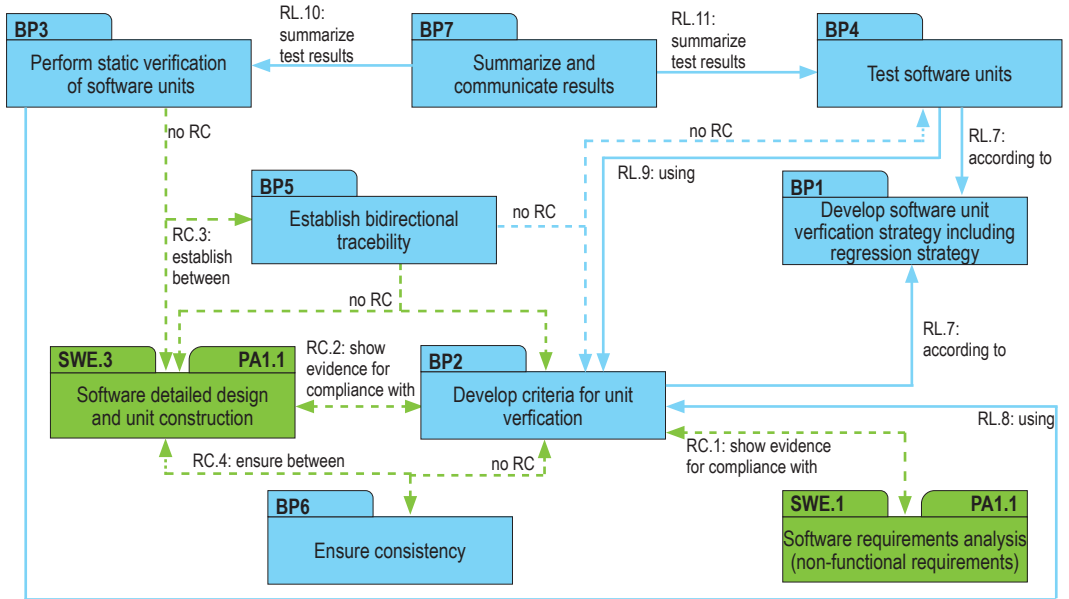 BP3
Perform static verification
of software units
RL.10:
summarize
test results
BP7
Summarize and
communicate results
RL.11:
summarize
test results
BP4
Test software units
no RC
no RC
RL.9: using
RL.7:
according to
BP5
Establish bidirectional
tracebility
no RC
BP1
Develop software unit
verfication strategy including
regression strategy
RC.3:
establish
between
no RC
RL.7:
according to
SWE.3
PA1.1
Software detailed design
and unit construction
RC.2: show
evidence for
compliance with
BP2
Develop criteria for unit
verfication
RL.8: using
RC.4: ensure between
no RC
RC.1: show evidence
for compliance with
BP6
Ensure consistency
SWE.1
PA1.1
Software requirements analysis
(non-functional requirements)